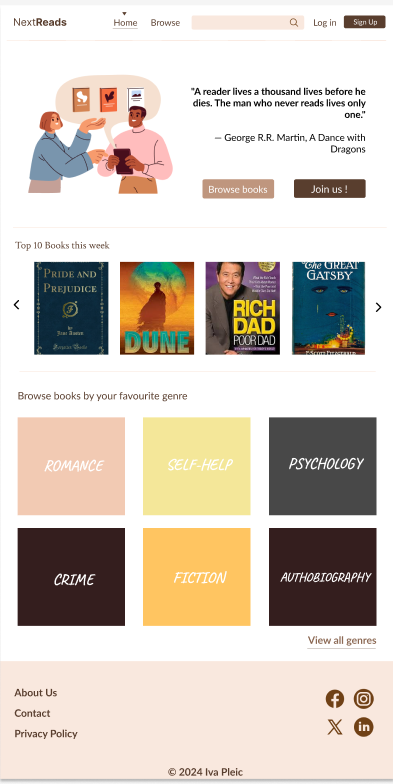 NextReads
Home
Browse
Log in
Sign Up
"A reader lives a thousand lives before he
dies. The man who never reads lives only
one."
— George R.R. Martin, A Dance with
Dragons
Browse books
Join us !
Top 10 Books this week
PRIDE AND
PREJUDICE
by
Jane Austen
DUNE
RICH
DAD
POOR DAD
The GREAT
GATSBY
F·Scott Fitzgerald
Browse books by your favourite genre
ROMANCE
SELF-HELP
PSYCHOLOGY
CRIME
FICTION
AUTHOBIOGRAPHY
View all genres
About Us
Contact
Privacy Policy
© 2024 Iva Pleic